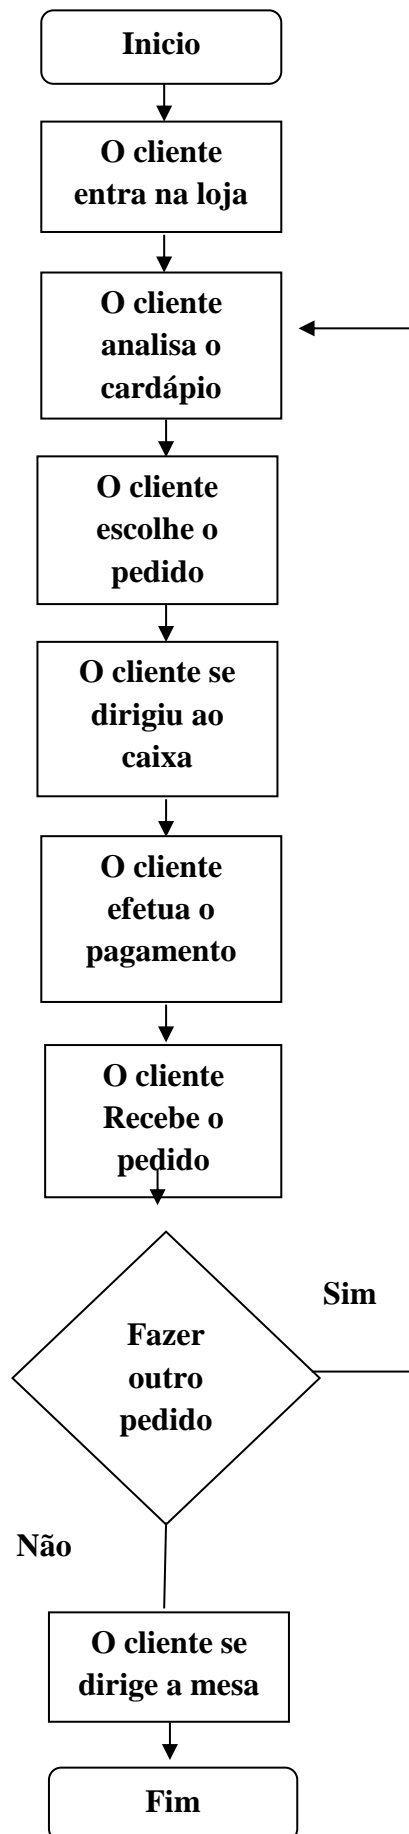 Inicio
O cliente
entra na loja
O cliente
analisa o
cardápio
O cliente
escolhe o
pedido
O cliente se
dirigiu ao
caixa
O cliente
efetua o
pagamento
O cliente
Recebe o
pedido
Sim
Fazer
outro
pedido
Não
O cliente se
dirige a mesa
Fim